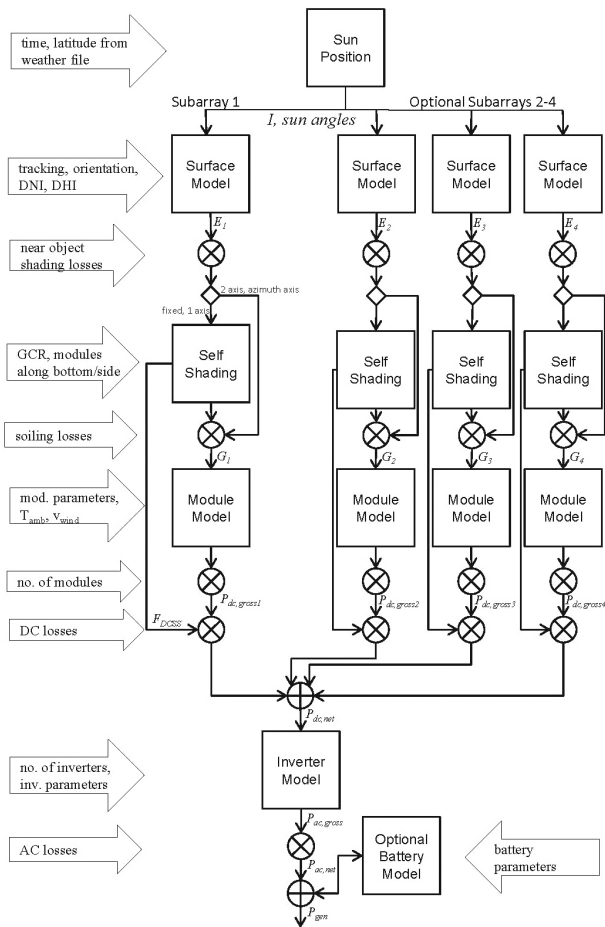 time, latitude from
weather file
Sun
Position
Subarray 1
Optional Subarrays 2-4
I, sun angles
tracking, orientation,
DNI, DHI
Surface
Model
Surface
Model
Surface
Model
Surface
Model
E1
E2
E3
E4
near object
shading losses
2 axis, azimuth axis
fixed, 1 axis
GCR, modules
along bottom/side
Self
Shading
Self
Shading
Self
Shading
Self
Shading
soiling losses
G1
G2
G3
G4
mod. parameters,
Tamb, vwind
Module
Model
Module
Model
Module
Model
Module
Model
no. of modules
Pdc,gross1
Pdc,gross2
Pdc,gross3
Pdc,gross4
DC losses
FDCSS
Pdc,net
no. of inverters,
inv. parameters
Inverter
Model
Pac,gross
AC losses
Optional
Battery
Model
battery
parameters
Pac,net
Pgen